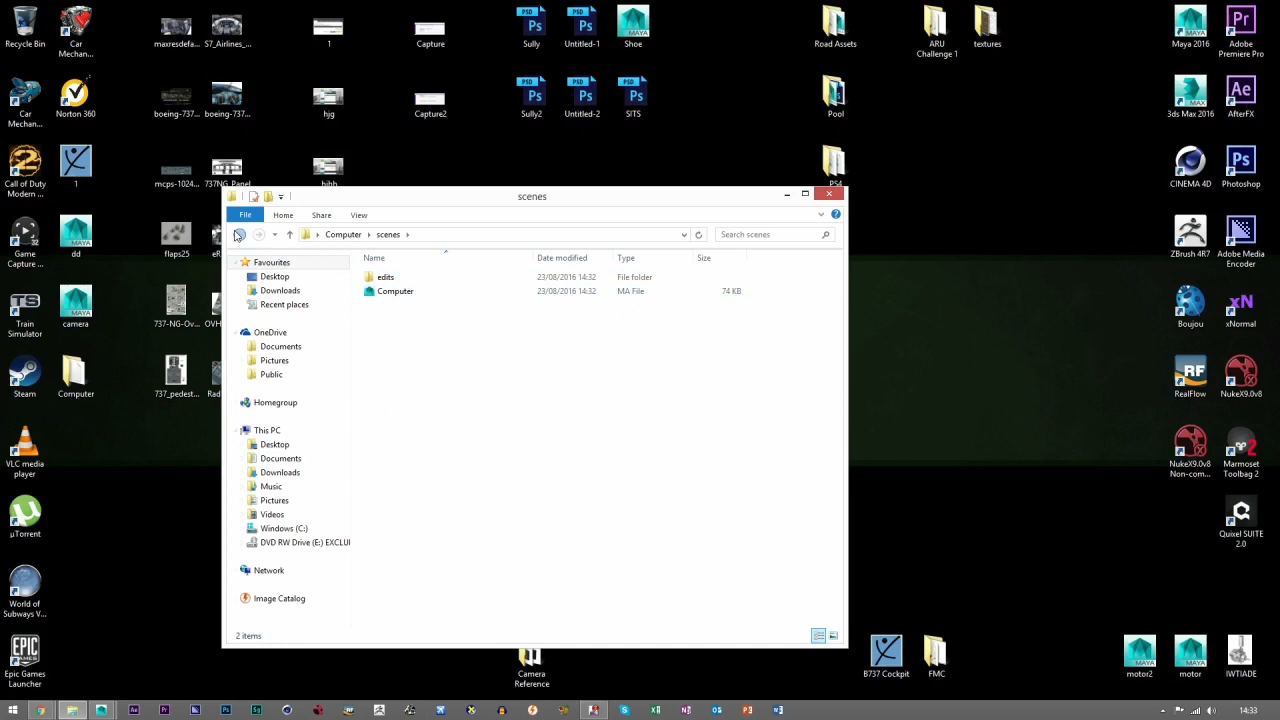 Recycle Bin
Car
Mechan...
maxresdefa...
S7_Airlines_...
1
Capture
Sully
Untitled-1
Shoe
Road Assets
ARU
Challenge 1
textures
Maya 2016
Adobe
Premiere Pro
Car
Mechan...
Norton 360
boeing-737...
boeing-737...
hjg
Capture2
Sully2
Untitled-2
SITS
Pool
3ds Max 2016
AfterFX
Call of Duty
Modern ...
1
mcps-1024...
737NG_Panel
PS4
CINEMA 4D
Photoshop
scenes
File
Home
Share
View
Computer
scenes
Search scenes
Name
Date modified
Type
Size
edits
23/08/2016 14:32
File folder
Computer
23/08/2016 14:32
MA File
74 KB
Favourites
Desktop
Downloads
Recent places
OneDrive
Documents
Pictures
Public
Homegroup
This PC
Desktop
Documents
Downloads
Music
Pictures
Videos
Windows (C:)
DVD RW Drive (E:) EXCLU
Network
Image Catalog
2 items
Game
Capture ...
dd
flaps25
ZBrush 4R7
Adobe Media
Encoder
Train
Simulator
camera
737-NG-Ov...
Boujou
xNormal
Steam
Computer
737_pedest...
RealFlow
NukeX9.0v8
VLC media
player
NukeX9.0v8
Non-com...
Marmoset
Toolbag 2
µTorrent
Quixel SUITE
2.0
World of
Subways V...
Epic Games
Launcher
Camera
Reference
B737 Cockpit
FMC
motor2
motor
IWTIADE
14:33